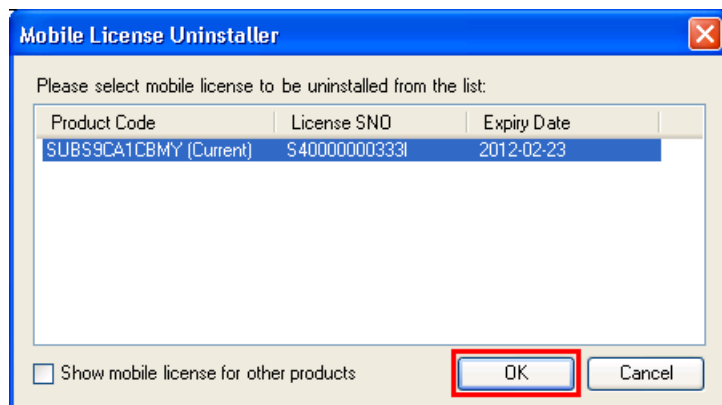 Mobile License Uninstaller
Please select mobile license to be uninstalled from the list:
Product Code License SNO Expiry Date
SUBS9CA1CBMY (Current) S40000000333I 2012-02-23
Show mobile license for other products OK Cancel